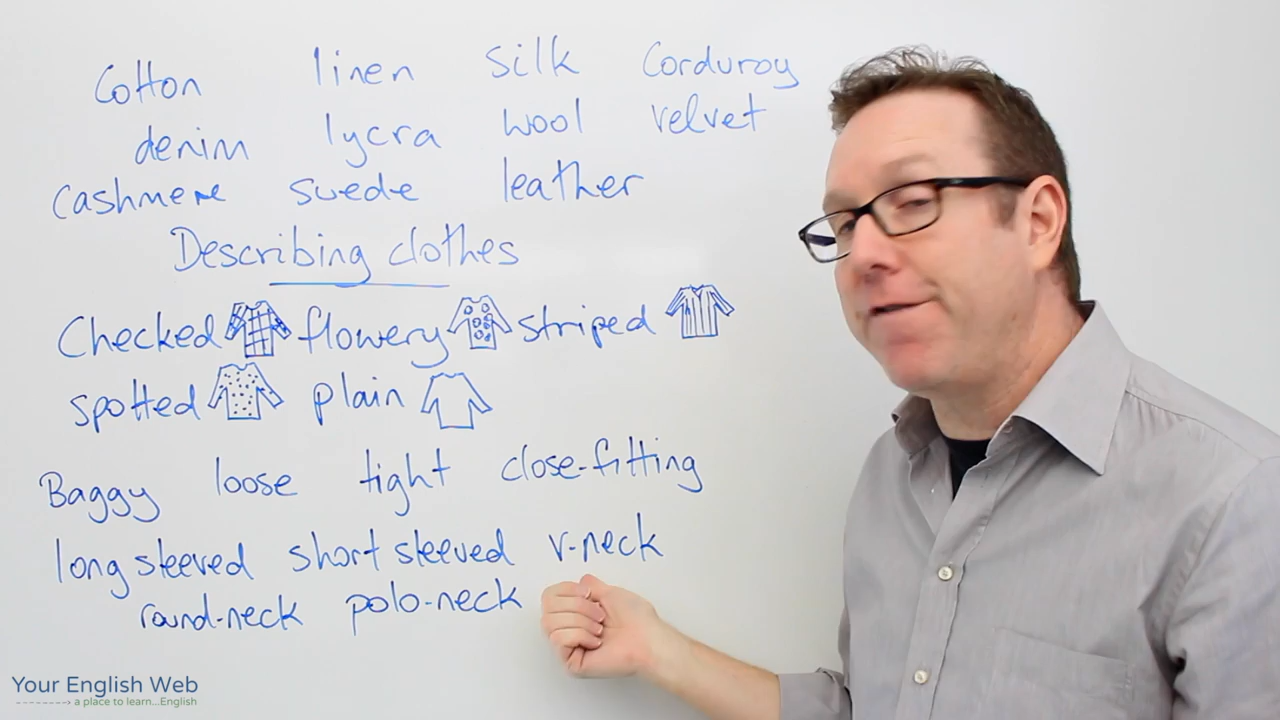 Cotton linen silk Corduroy
denim lycra wool velvet
cashmere suede leather
Describing clothes
Checked flowery striped
spotted plain
Baggy loose tight close-fitting
long sleeved short sleeved v-neck
round-neck polo-neck
Your English Web
a place to learn...English